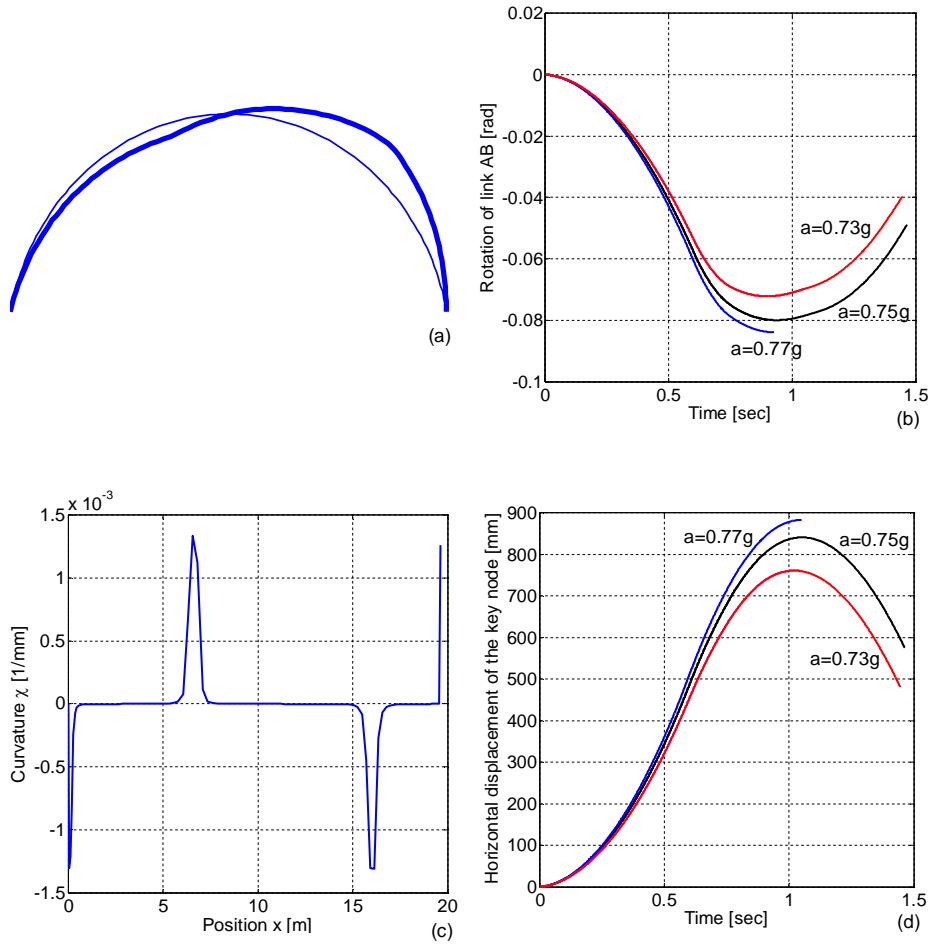 (a)
Rotation of link AB [rad]
0.02
0
-0.02
-0.04
-0.06
-0.08
-0.1
a=0.73g
a=0.75g
a=0.77g
0
0.5
1
1.5
Time [sec]
(b)
x 10⁻³
Curvature χ [1/mm]
1.5
1
0.5
0
-0.5
-1
-1.5
0
5
10
15
20
Position x [m]
(c)
Horizontal displacement of the key node [mm]
900
800
700
600
500
400
300
200
100
0
a=0.77g
a=0.75g
a=0.73g
0
0.5
1
1.5
Time [sec]
(d)